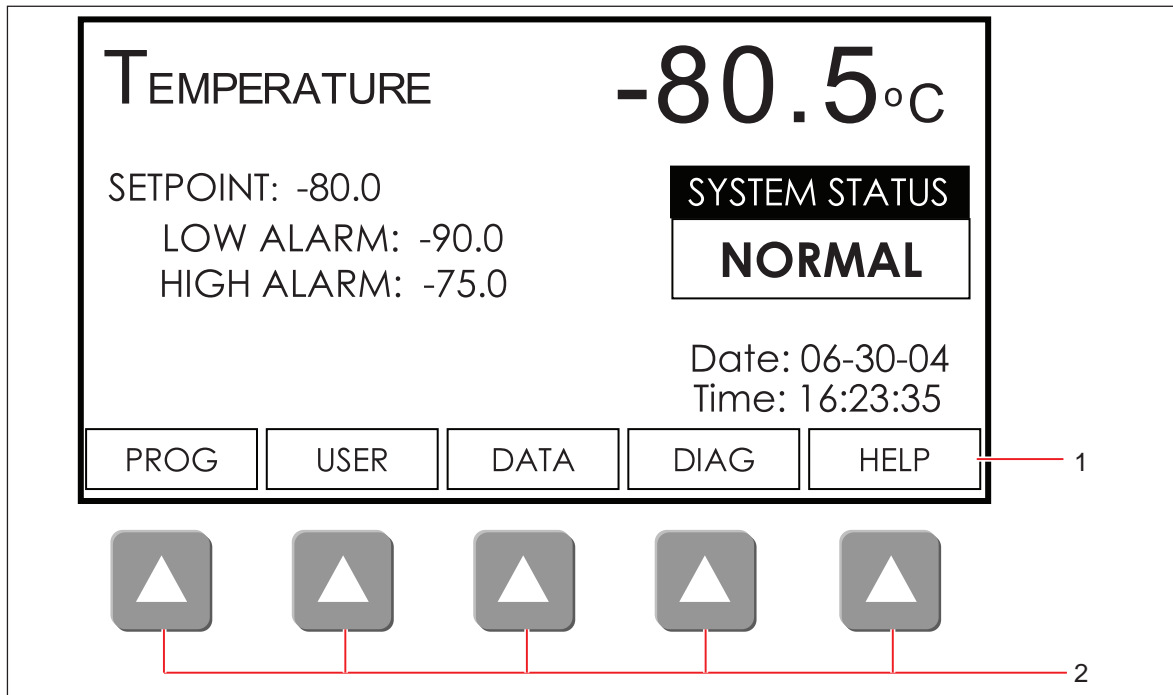 TEMPERATURE -80.5°C
SETPOINT: -80.0
LOW ALARM: -90.0
HIGH ALARM: -75.0
SYSTEM STATUS
NORMAL
Date: 06-30-04
Time: 16:23:35
PROG USER DATA DIAG HELP
1
2